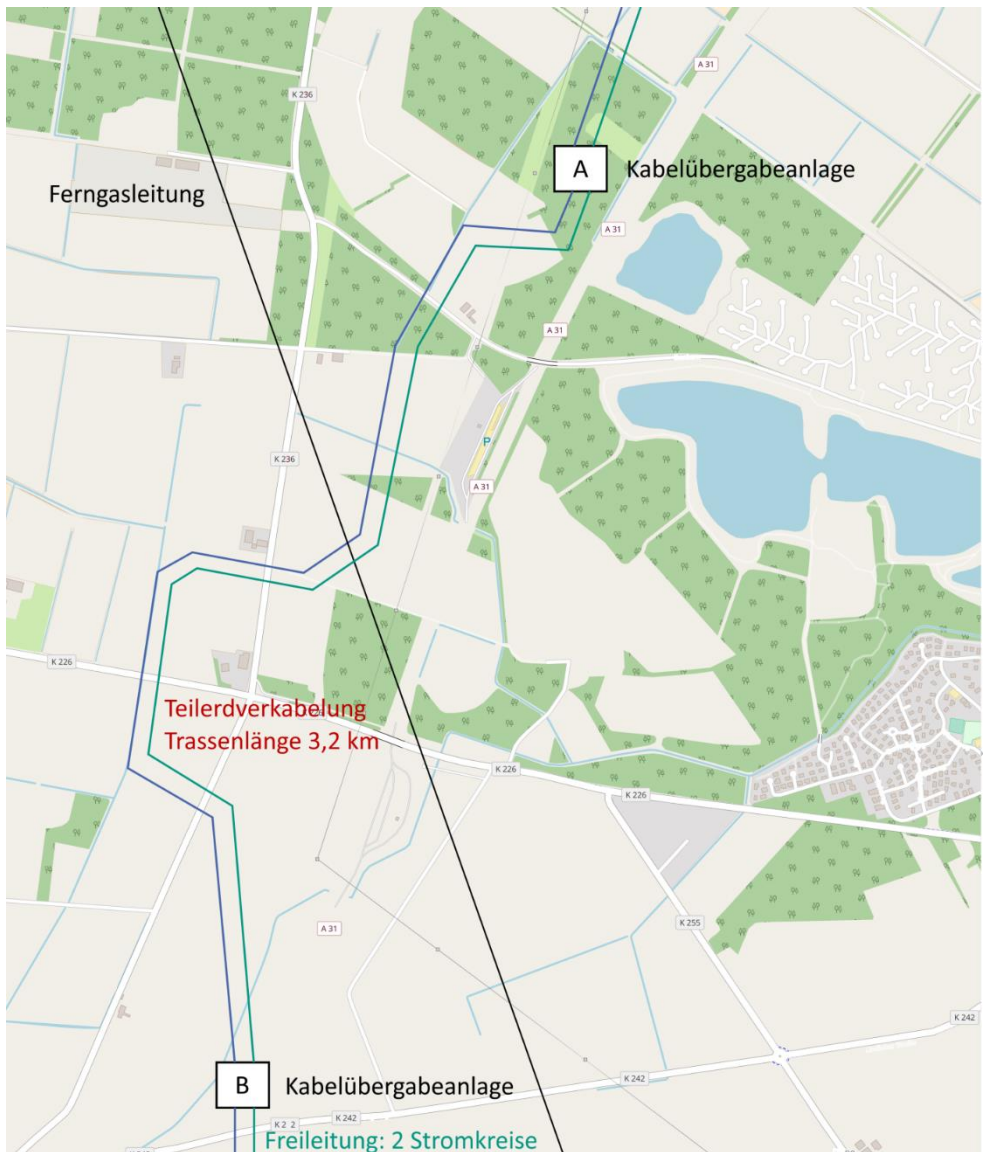 A 31
K 236
A
Kabelübergabeanlage
Ferngasleitung
A 31
A 31
K 236
P
A 31
K 226
Teilerdverkabelung
Trassenlänge 3,2 km
K 226
K 226
K 255
A 31
K 242
B
Kabelübergabeanlage
K 242
K 242
Freileitung: 2 Stromkreise